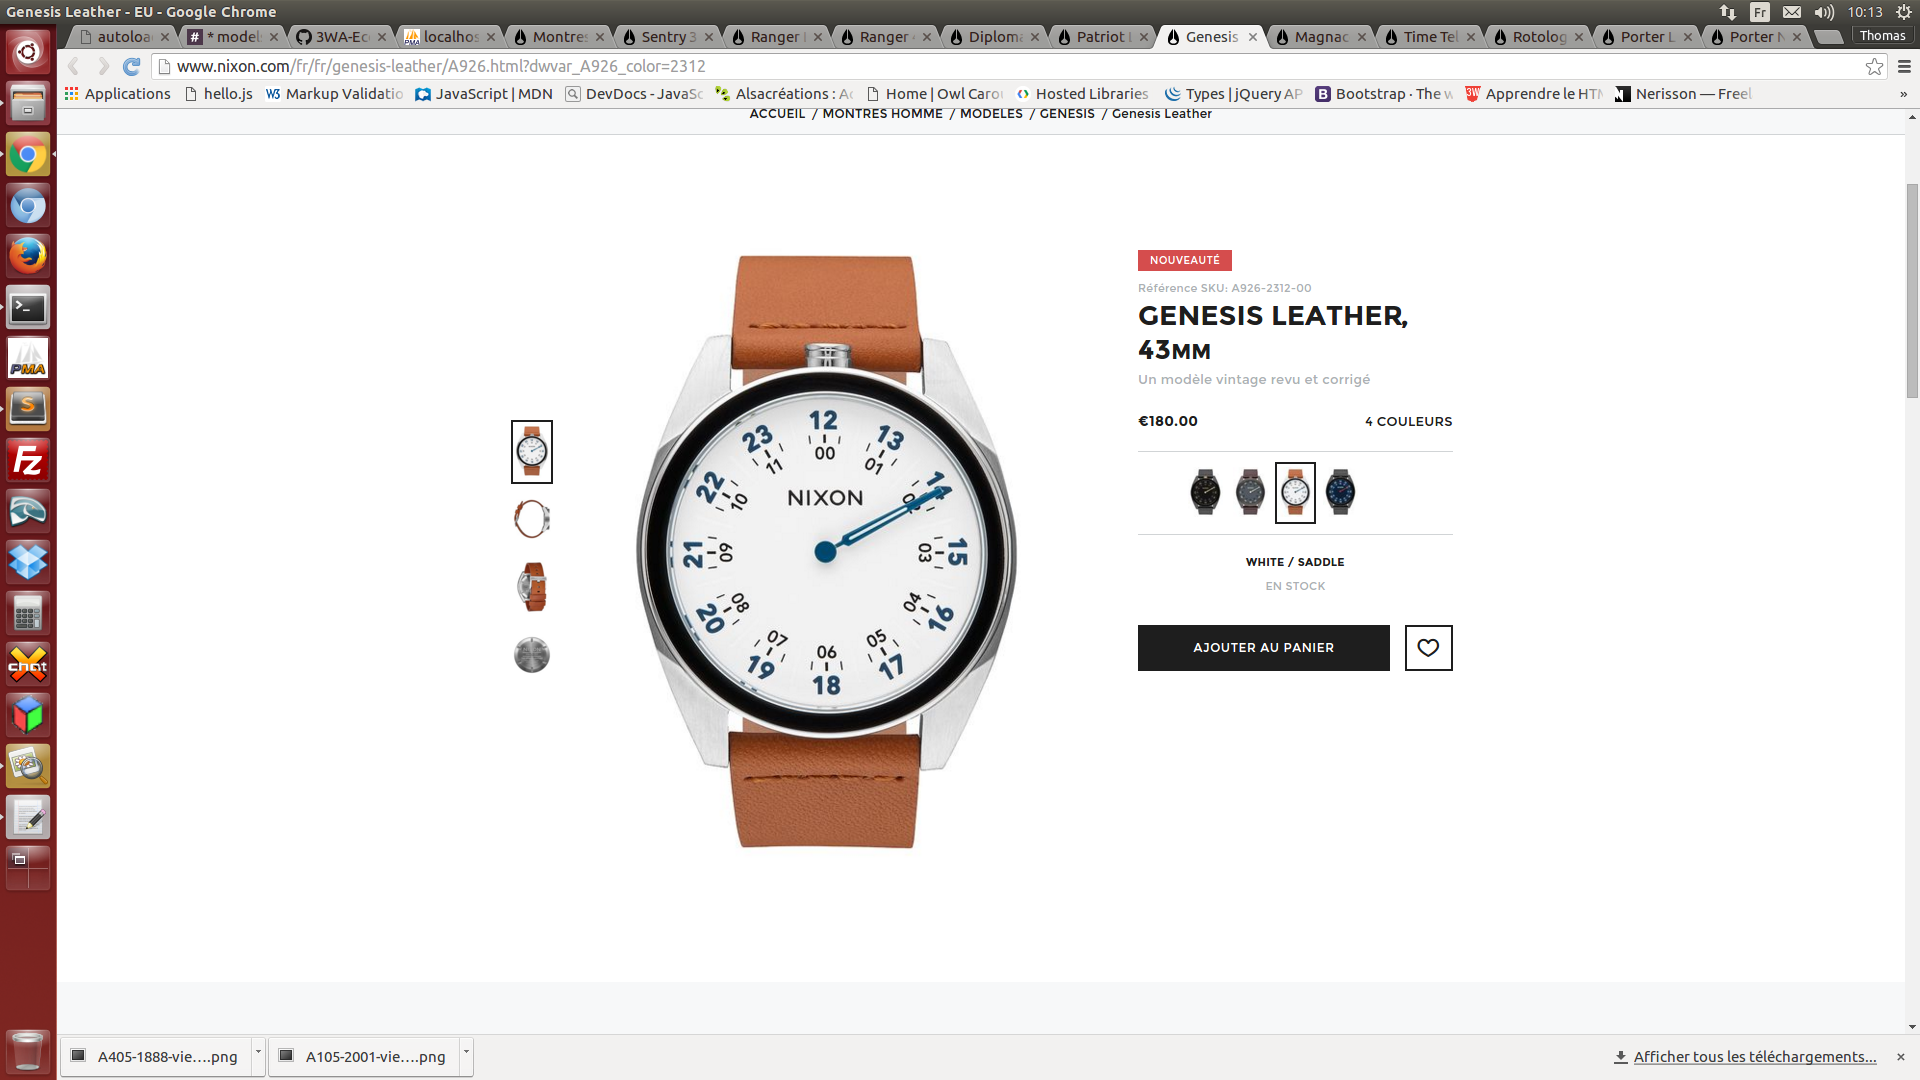 Genesis Leather - EU - Google Chrome
Fr
10:13
autoloa
* model
3WA-Ec
localhos
Montres
Sentry 3
Ranger
Ranger
Diploma
Patriot L
Genesis
Magnac
Time Tel
Rotolog
Porter L
Porter N
Thomas
www.nixon.com/fr/fr/genesis-leather/A926.html?dwvar_A926_color=2312
Applications
hello.js
Markup Validatio
JavaScript | MDN
DevDocs - JavaSc
Alsacréations : Ac
Home | Owl Carou
Hosted Libraries
Types | jQuery AP
Bootstrap · The w
Apprendre le HTM
Nerisson — Freel
»
ACCUEIL / MONTRES HOMME / MODELES / GENESIS / Genesis Leather
NOUVEAUTÉ
Référence SKU: A926-2312-00
GENESIS LEATHER,
43MM
Un modèle vintage revu et corrigé
€180.00
4 COULEURS
WHITE / SADDLE
EN STOCK
AJOUTER AU PANIER
NIXON
12
13
14
15
16
17
18
19
20
21
22
23
00
01
03
04
05
06
07
08
09
10
11
PMA
S
Fz
chat
A405-1888-vie....png
A105-2001-vie....png
Afficher tous les téléchargements...